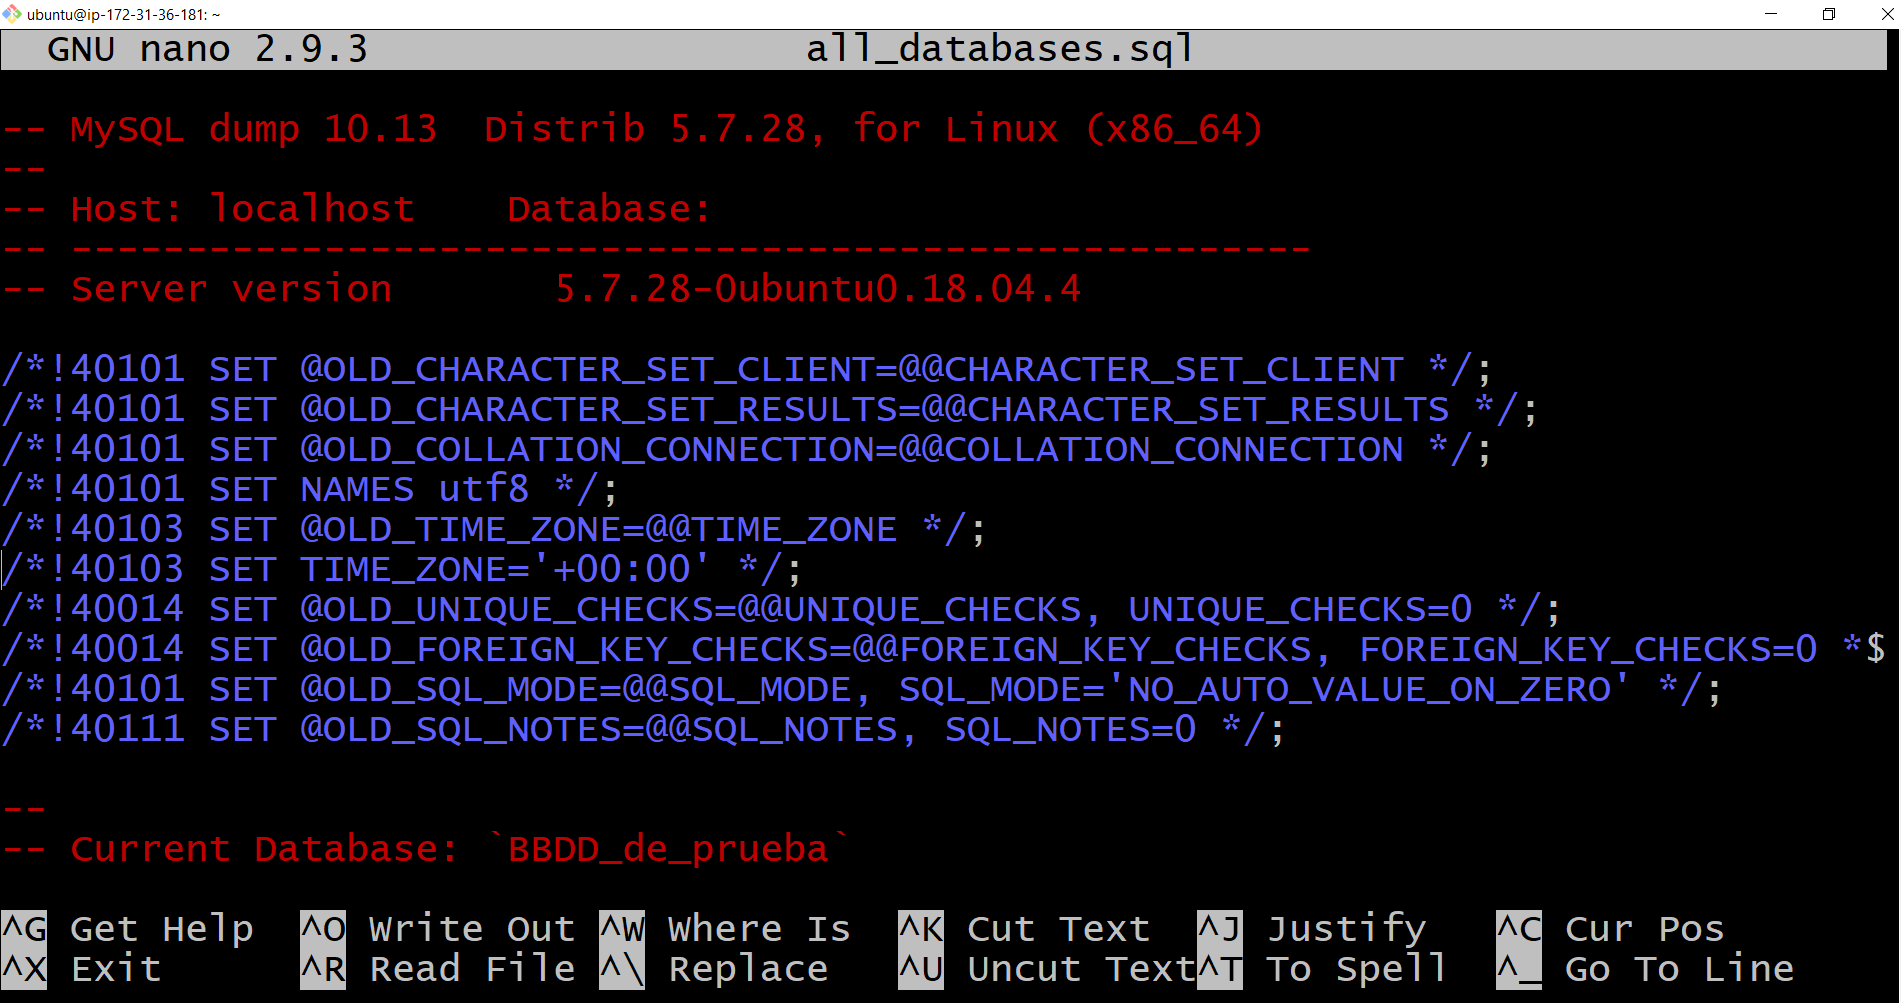 ubuntu@ip-172-31-36-181: ~
GNU nano 2.9.3 all_databases.sql
-- MySQL dump 10.13  Distrib 5.7.28, for Linux (x86_64)
--
-- Host: localhost    Database:
-- ------------------------------------------------------
-- Server version       5.7.28-0ubuntu0.18.04.4
/*!40101 SET @OLD_CHARACTER_SET_CLIENT=@@CHARACTER_SET_CLIENT */;
/*!40101 SET @OLD_CHARACTER_SET_RESULTS=@@CHARACTER_SET_RESULTS */;
/*!40101 SET @OLD_COLLATION_CONNECTION=@@COLLATION_CONNECTION */;
/*!40101 SET NAMES utf8 */;
/*!40103 SET @OLD_TIME_ZONE=@@TIME_ZONE */;
/*!40103 SET TIME_ZONE='+00:00' */;
/*!40014 SET @OLD_UNIQUE_CHECKS=@@UNIQUE_CHECKS, UNIQUE_CHECKS=0 */;
/*!40014 SET @OLD_FOREIGN_KEY_CHECKS=@@FOREIGN_KEY_CHECKS, FOREIGN_KEY_CHECKS=0 *$
/*!40101 SET @OLD_SQL_MODE=@@SQL_MODE, SQL_MODE='NO_AUTO_VALUE_ON_ZERO' */;
/*!40111 SET @OLD_SQL_NOTES=@@SQL_NOTES, SQL_NOTES=0 */;
--
-- Current Database: `BBDD_de_prueba`
^G Get Help ^O Write Out ^W Where Is ^K Cut Text ^J Justify ^C Cur Pos
^X Exit ^R Read File ^\ Replace ^U Uncut Text ^T To Spell ^_ Go To Line